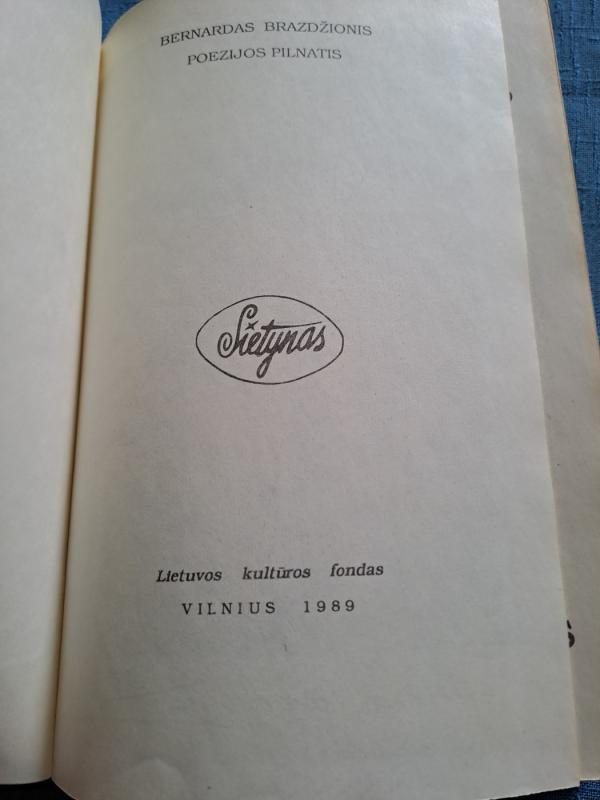 BERNARDAS BRAZDŽIONIS
POEZIJOS PILNATIS
Sietynas
Lietuvos kultūros fondas
VILNIUS 1989